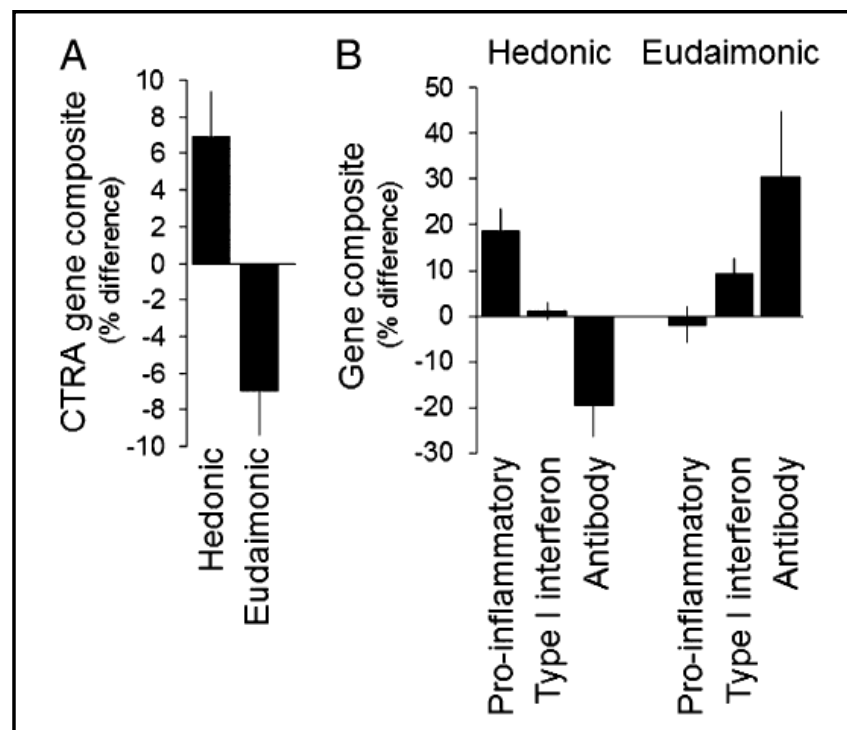 A
CTRA gene composite
(% difference)
10
8
6
4
2
0
-2
-4
-6
-8
-10
Hedonic
Eudaimonic
B
Hedonic
Eudaimonic
Gene composite
(% difference)
50
40
30
20
10
0
-10
-20
-30
Pro-inflammatory
Type I interferon
Antibody
Pro-inflammatory
Type I interferon
Antibody